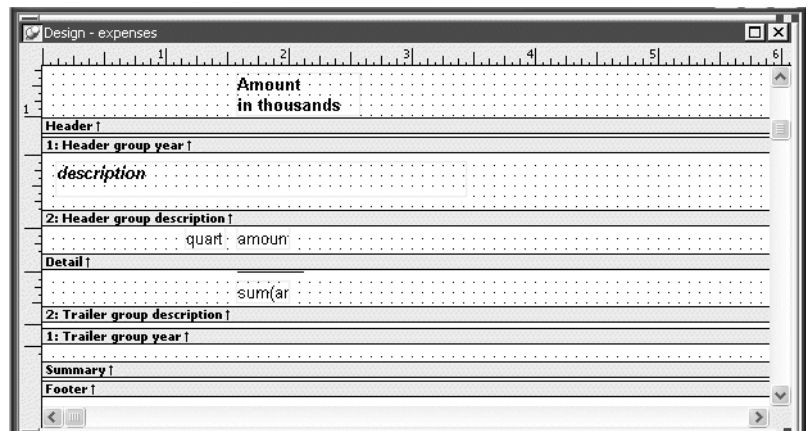 Design - expenses
1 2 3 4 5 6
Amount
in thousands
1
Header ↑
1: Header group year ↑
description
2: Header group description ↑
quart amoun
Detail ↑
sum(ar
2: Trailer group description ↑
1: Trailer group year ↑
Summary ↑
Footer ↑